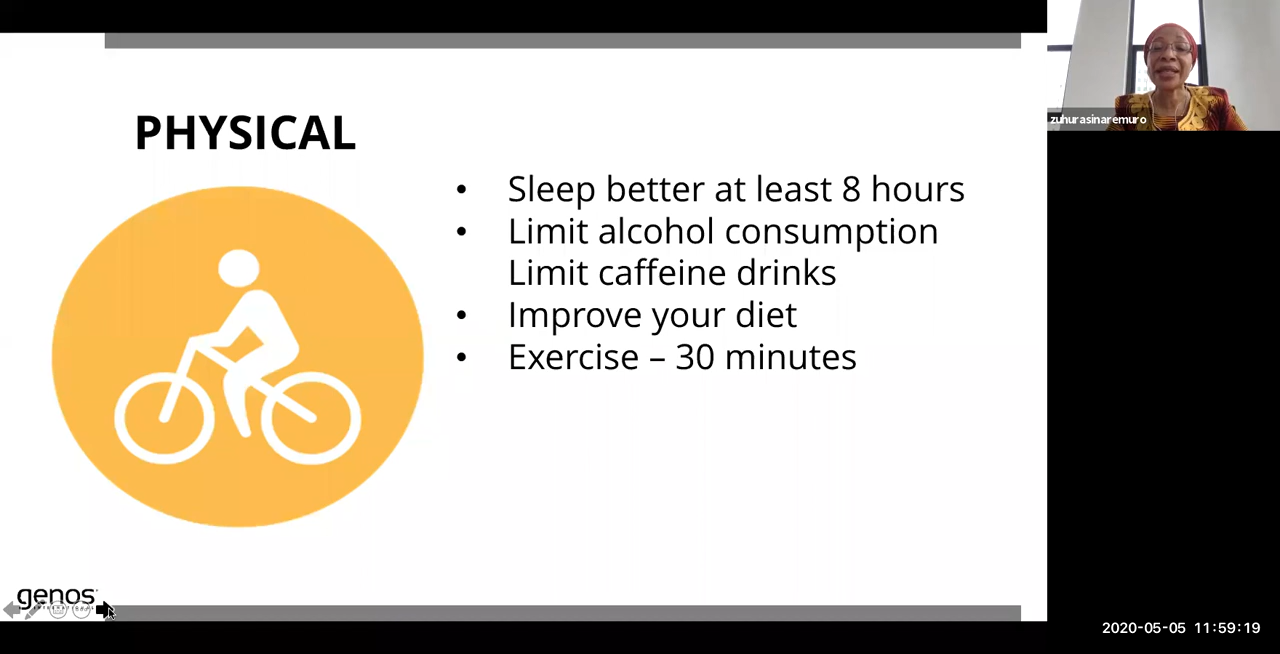 PHYSICAL
• Sleep better at least 8 hours
• Limit alcohol consumption
Limit caffeine drinks
• Improve your diet
• Exercise – 30 minutes
zuhurasinaremuro
genos
2020-05-05 11:59:19